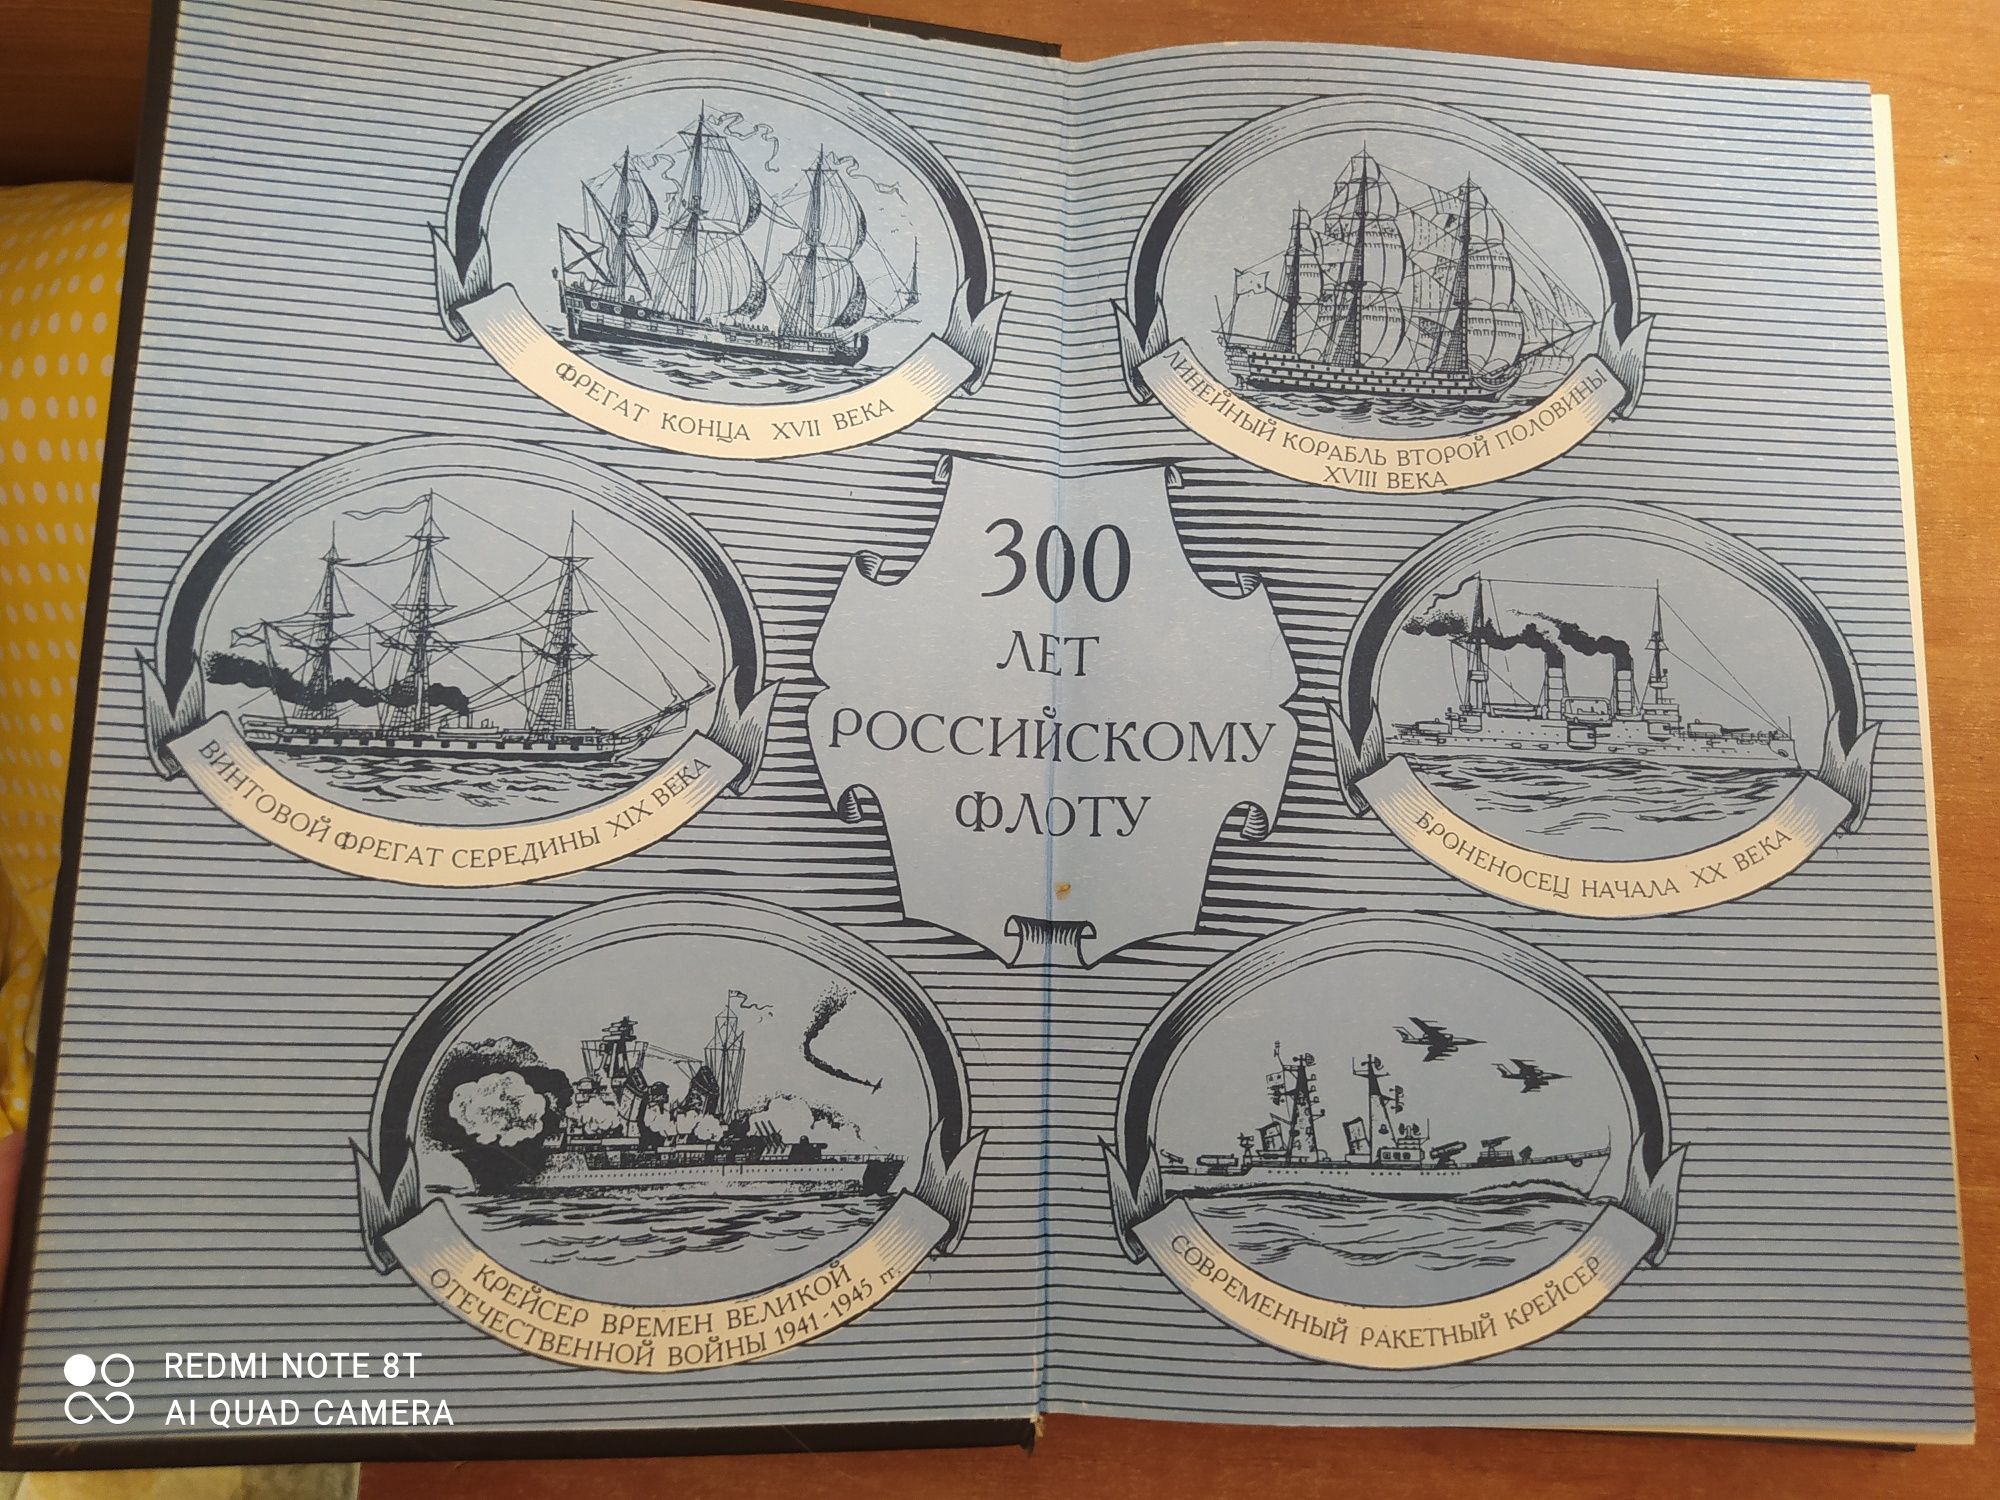 ФРЕГАТ КОНЦА XVII ВЕКА
ЛИНЕЙНЫЙ КОРАБЛЬ ВТОРОЙ ПОЛОВИНЫ
XVIII ВЕКА
300
ЛЕТ
РОССИЙСКОМУ
ФЛОТУ
ВИНТОВОЙ ФРЕГАТ СЕРЕДИНЫ XIX ВЕКА
БРОНЕНОСЕЦ НАЧАЛА XX ВЕКА
КРЕЙСЕР ВРЕМЕН ВЕЛИКОЙ
ОТЕЧЕСТВЕННОЙ ВОЙНЫ 1941-1945 гг.
СОВРЕМЕННЫЙ РАКЕТНЫЙ КРЕЙСЕР
REDMI NOTE 8T
AI QUAD CAMERA